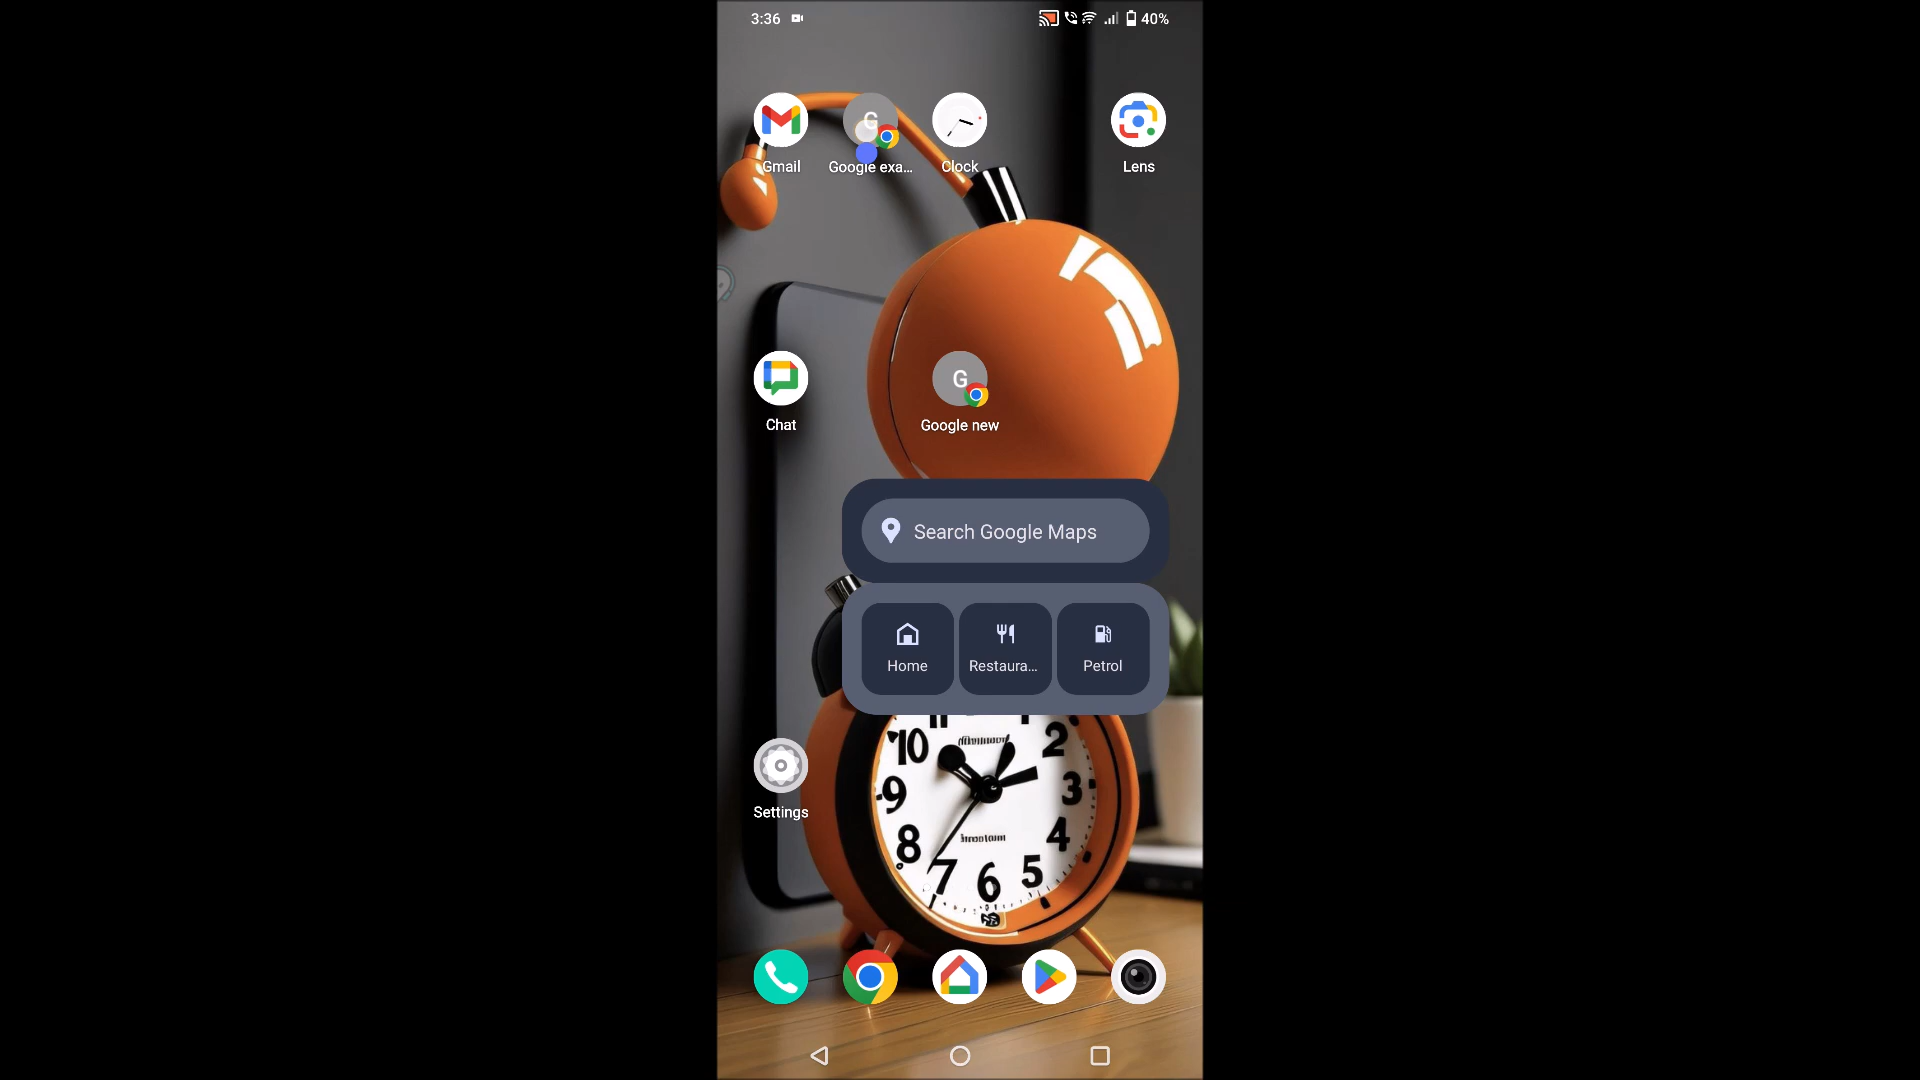 3:36
40%
Gmail
G
Google exa...
Clock
Lens
Chat
G
Google new
Search Google Maps
Home
Restaura...
Petrol
10
2
9
3
8
4
7
6
5
Settings